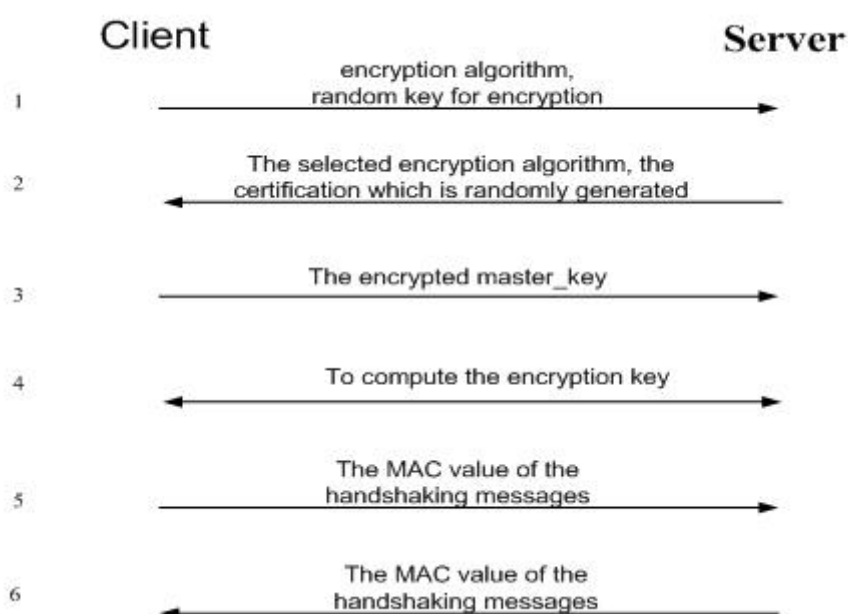 Client Server
encryption algorithm,
1 random key for encryption
The selected encryption algorithm, the
2 certification which is randomly generated
3 The encrypted master_key
4 To compute the encryption key
The MAC value of the
5 handshaking messages
The MAC value of the
6 handshaking messages